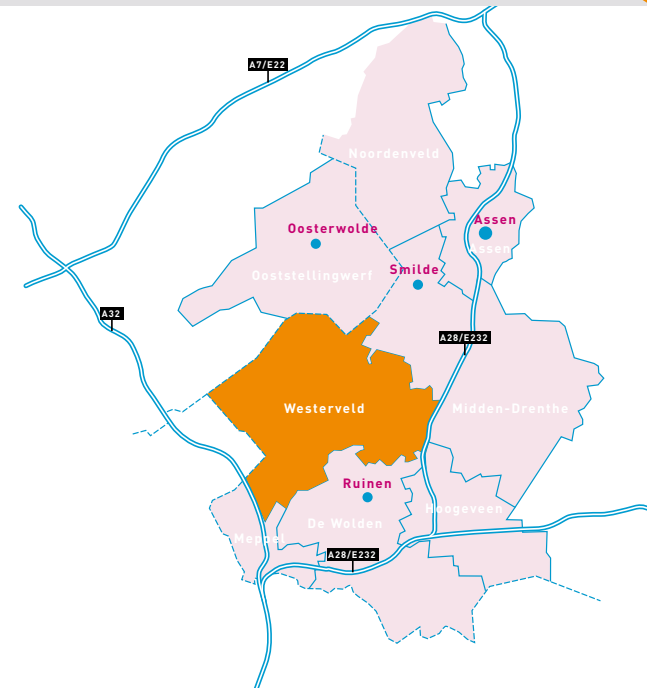 A7/E22
Noordenveld
Assen
Assen
Oosterwolde
Ooststellingwerf
Smilde
A32
A28/E232
Westerveld
Midden-Drenthe
Ruinen
Hoogeveen
De Wolden
Meppel
A28/E232